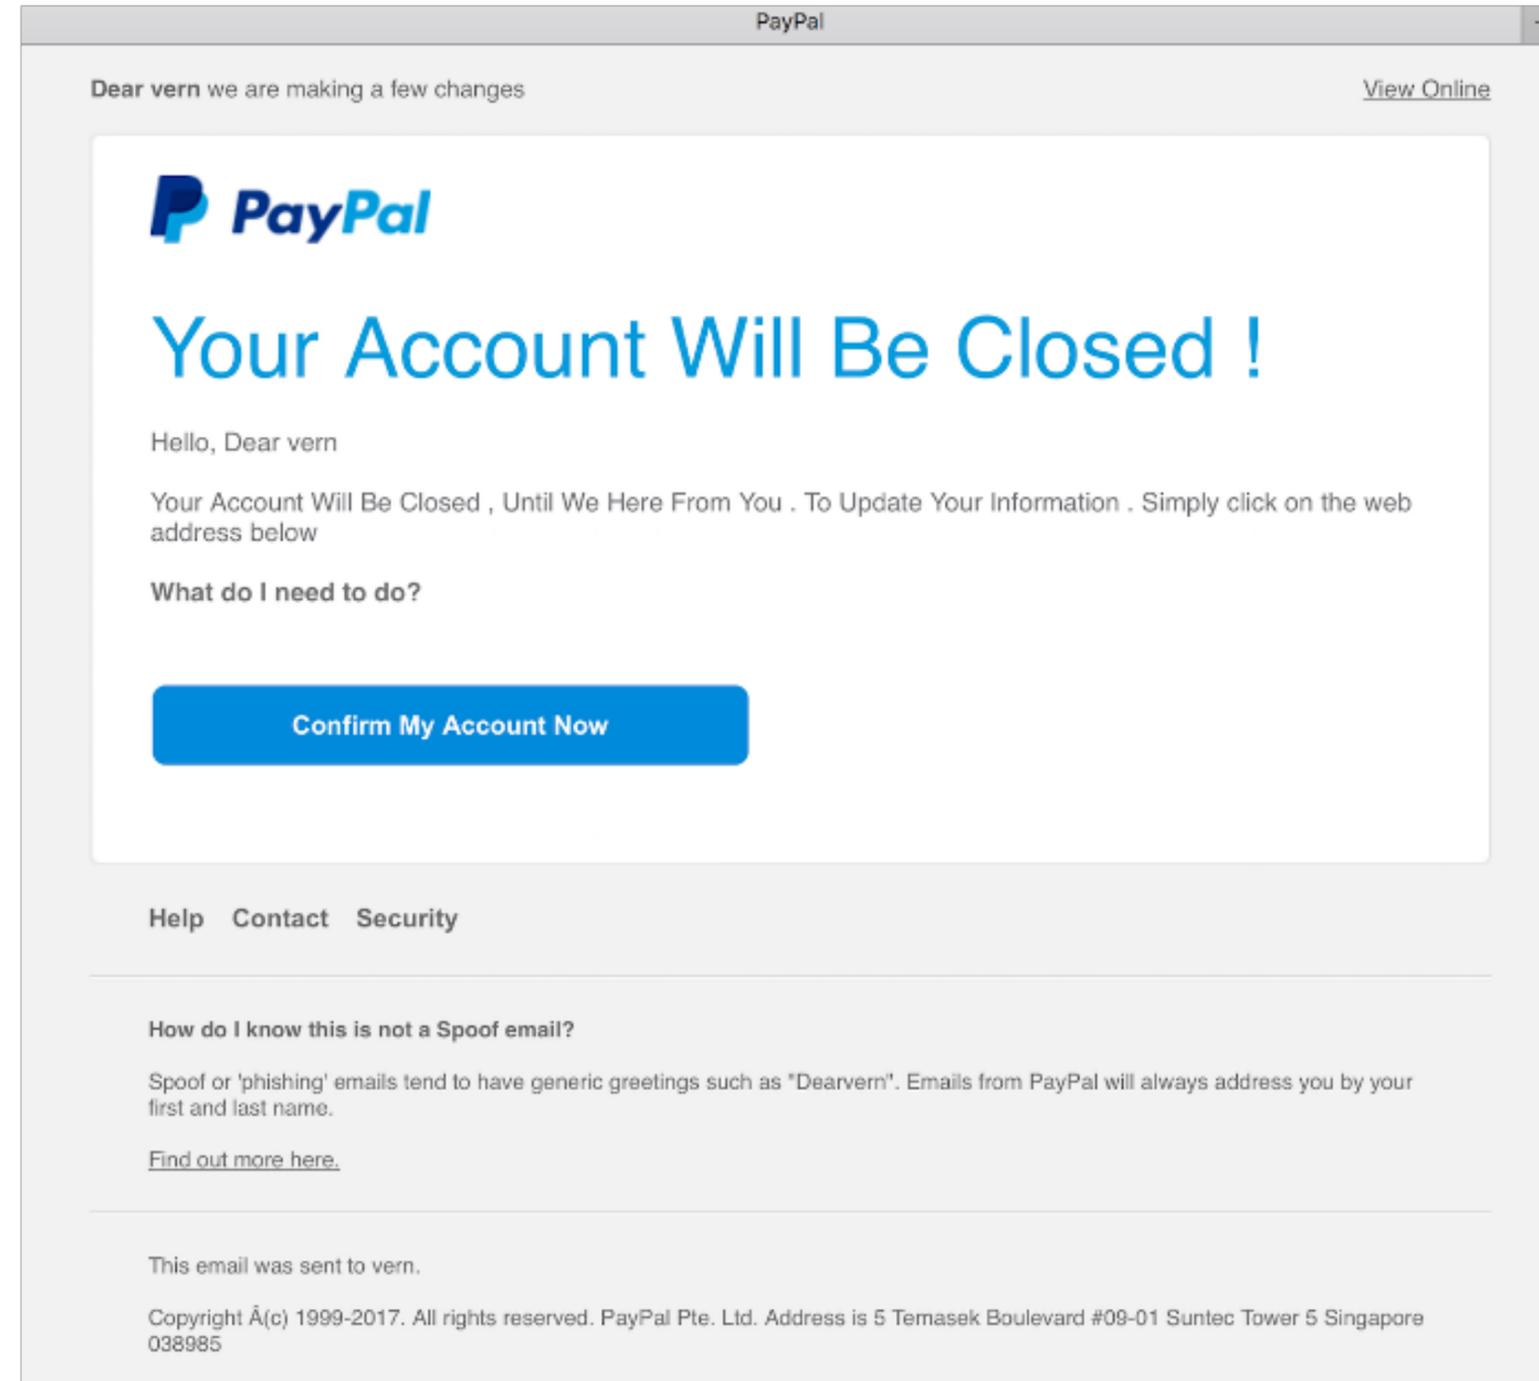 PayPal
Dear vern we are making a few changes
View Online
PayPal
Your Account Will Be Closed !
Hello, Dear vern
Your Account Will Be Closed , Until We Here From You . To Update Your Information . Simply click on the web
address below
What do I need to do?
Confirm My Account Now
Help Contact Security
How do I know this is not a Spoof email?
Spoof or 'phishing' emails tend to have generic greetings such as "Dearvern". Emails from PayPal will always address you by your
first and last name.
Find out more here.
This email was sent to vern.
Copyright Â(c) 1999-2017. All rights reserved. PayPal Pte. Ltd. Address is 5 Temasek Boulevard #09-01 Suntec Tower 5 Singapore
038985